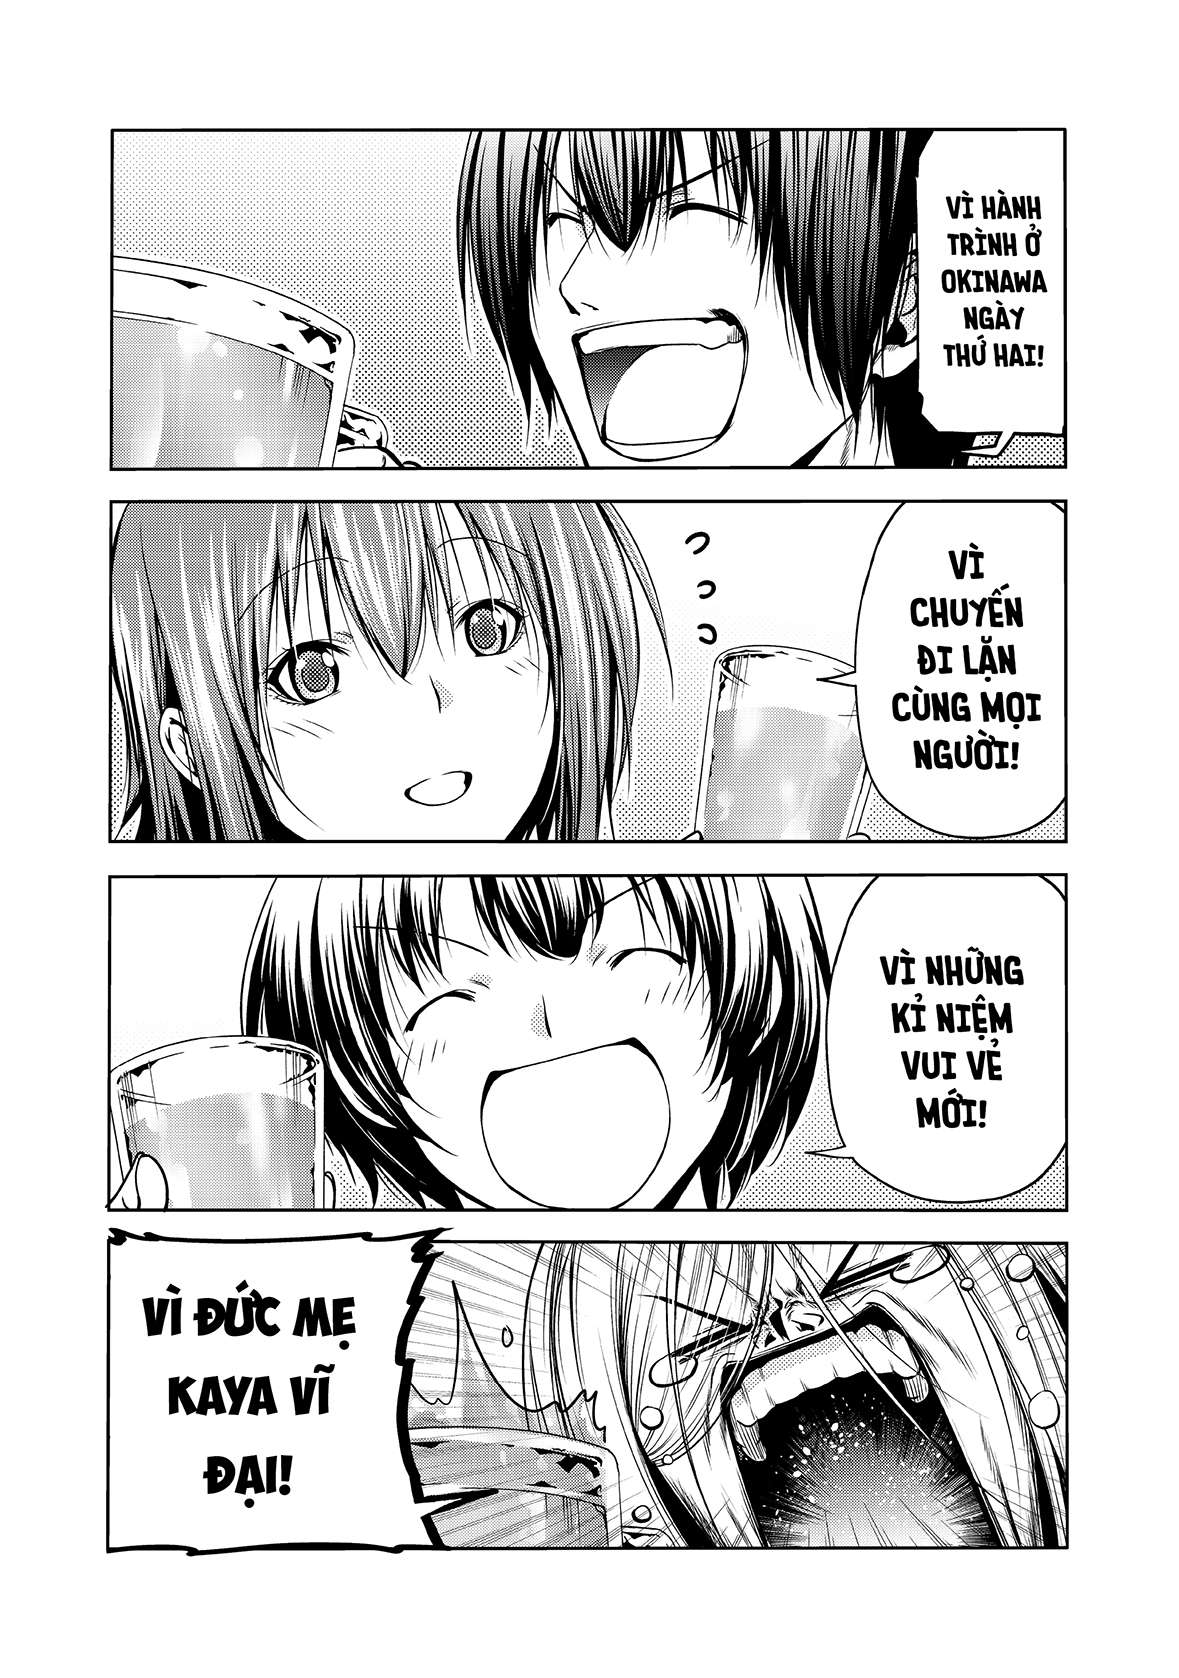 VÌ HÀNH
TRÌNH Ở
OKINAWA
NGÀY
THỨ HAI!
VÌ
CHUYẾN
ĐI LẶN
CÙNG MỌI
NGƯỜI!
VÌ NHỮNG
KỈ NIỆM
VUI VẺ
MỚI!
VÌ ĐỨC MẸ
KAYA VĨ
ĐẠI!